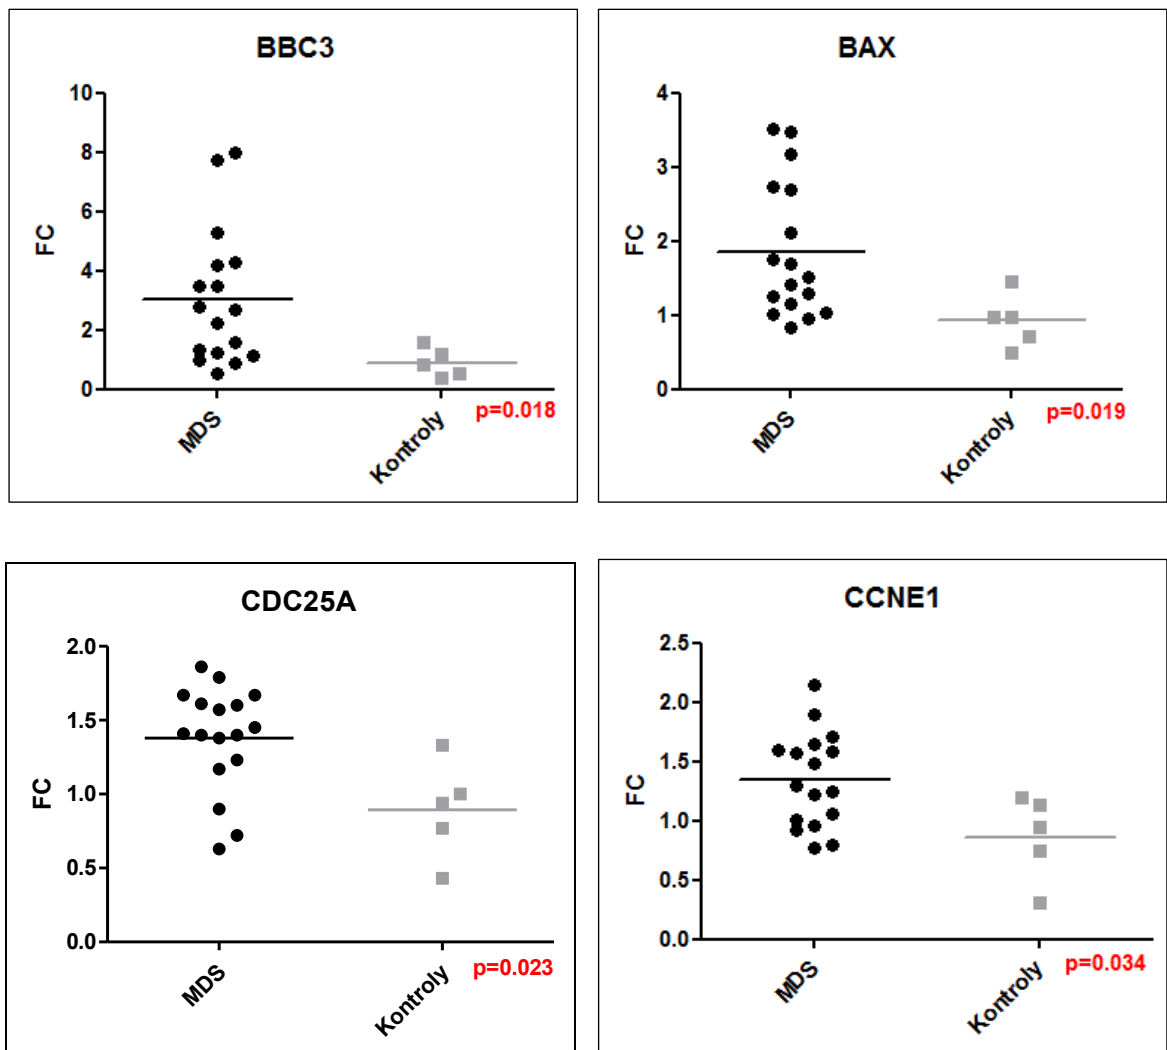 BBC3
10
8
6
4
2
0
FC
MDS
Kontroly
p=0.018
BAX
4
3
2
1
0
FC
MDS
Kontroly
p=0.019
CDC25A
2.0
1.5
1.0
0.5
0.0
FC
MDS
Kontroly
p=0.023
CCNE1
2.5
2.0
1.5
1.0
0.5
0.0
FC
MDS
Kontroly
p=0.034